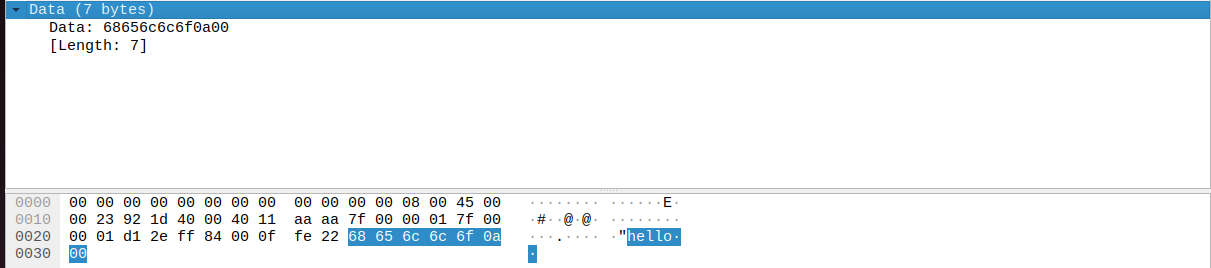 Data (7 bytes)
Data: 68656c6c6f0a00
[Length: 7]
0000 00 00 00 00 00 00 00 00 00 00 00 00 08 00 45 00 ········ ······E·
0010 00 23 92 1d 40 00 40 11 aa aa 7f 00 00 01 7f 00 ·#··@·@· ········
0020 00 01 d1 2e ff 84 00 0f fe 22 68 65 6c 6c 6f 0a ···.···· ·"hello·
0030 00 ·